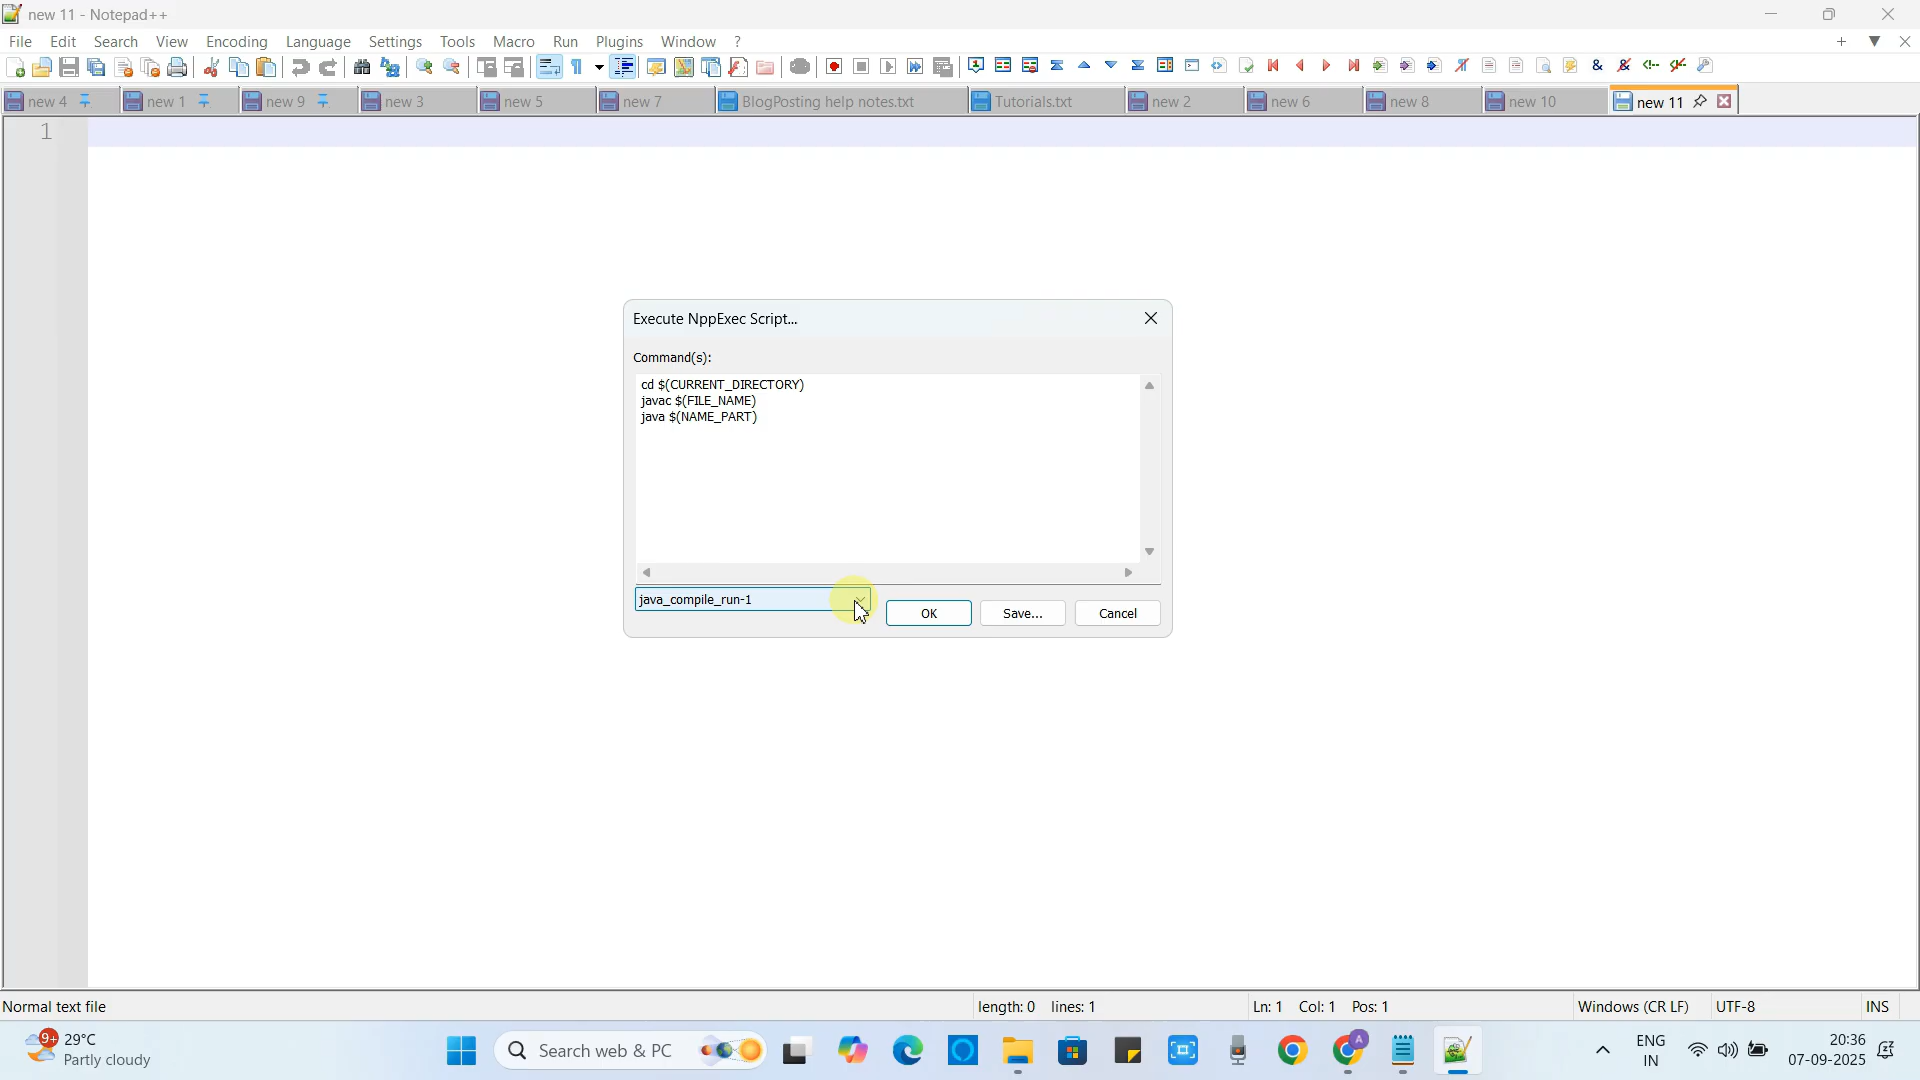 new 11 - Notepad++
File Edit Search View Encoding Language Settings Tools Macro Run Plugins Window ?
new 4 new 1 new 9 new 3 new 5 new 7 BlogPosting help notes.txt Tutorials.txt new 2 new 6 new 8 new 10 new 11
1
Execute NppExec Script...
Command(s):
cd $(CURRENT_DIRECTORY)
javac $(FILE_NAME)
java $(NAME_PART)
java_compile_run-1
OK Save... Cancel
Normal text file length: 0 lines: 1 Ln: 1 Col: 1 Pos: 1 Windows (CR LF) UTF-8 INS
9+ 29°C
Partly cloudy
Search web & PC
A
ENG
IN
20:36
07-09-2025